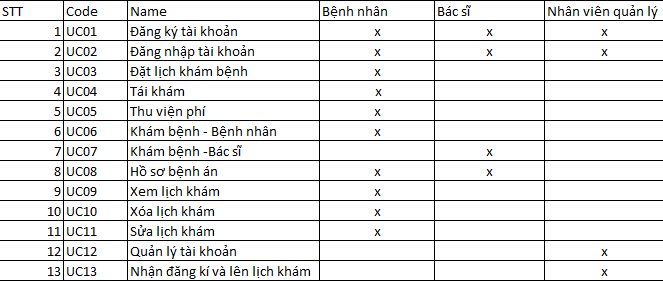 STT Code Name Bệnh nhân Bác sĩ Nhân viên quản lý
1 UC01 Đăng ký tài khoản x x x
2 UC02 Đăng nhập tài khoản x x x
3 UC03 Đặt lịch khám bệnh x
4 UC04 Tái khám x
5 UC05 Thu viện phí x
6 UC06 Khám bệnh - Bệnh nhân x
7 UC07 Khám bệnh -Bác sĩ x
8 UC08 Hồ sơ bệnh án x x
9 UC09 Xem lịch khám x
10 UC10 Xóa lịch khám x
11 UC11 Sửa lịch khám x
12 UC12 Quản lý tài khoản x
13 UC13 Nhận đăng kí và lên lịch khám x